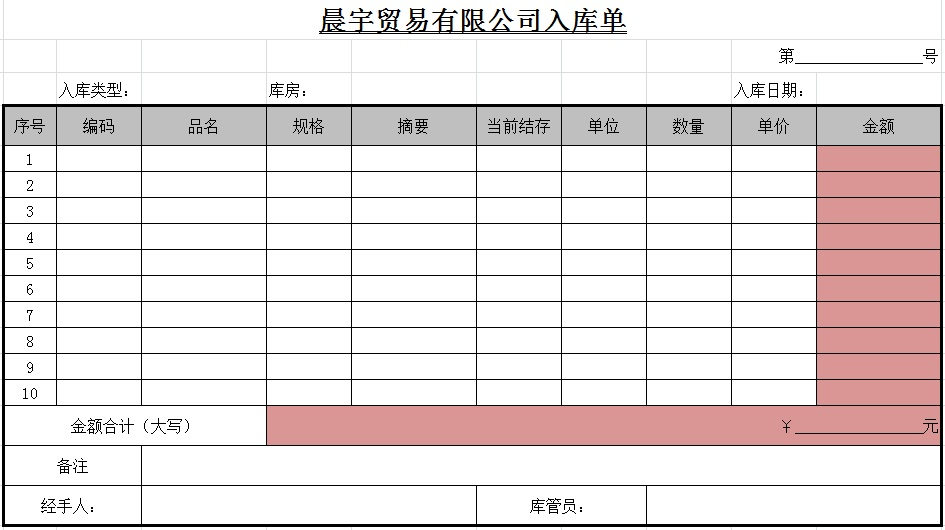 晨宇贸易有限公司入库单
第________________号
入库类型： 库房： 入库日期：
序号 编码 品名 规格 摘要 当前结存 单位 数量 单价 金额
1
2
3
4
5
6
7
8
9
10
金额合计（大写） ￥________________元
备注
经手人： 库管员：